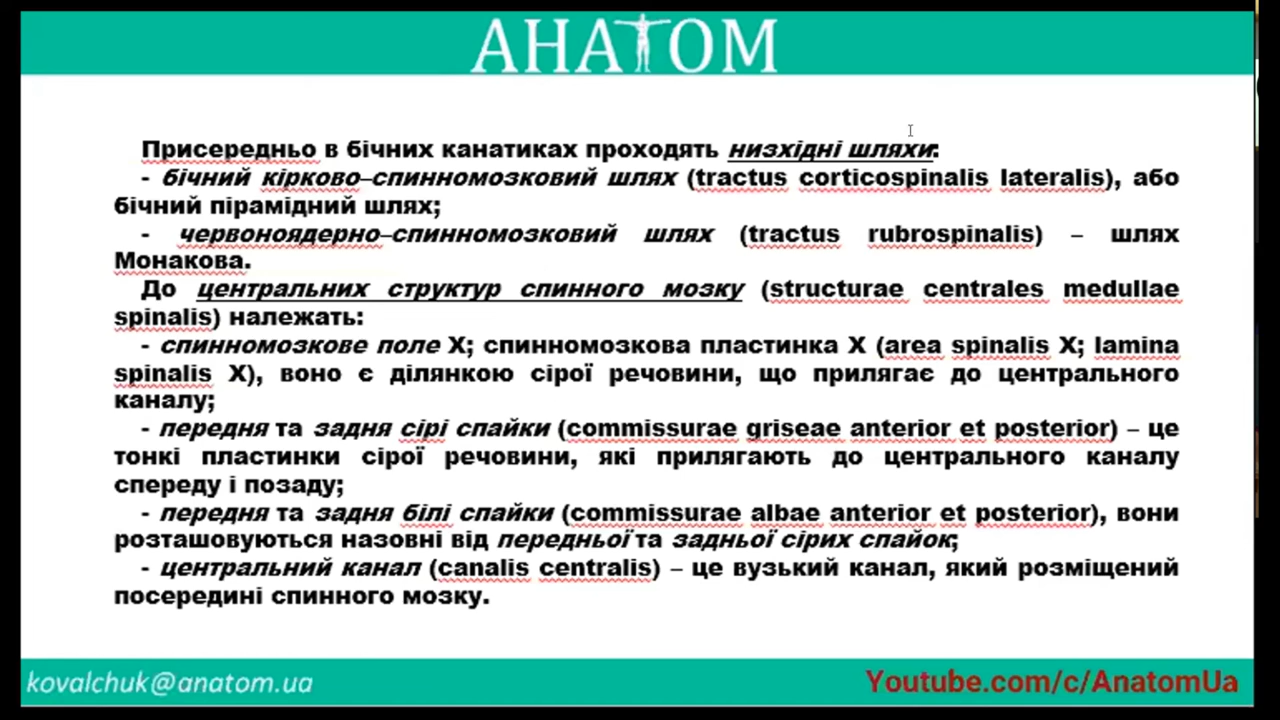 АНАТОМ
Присередньо в бічних канатиках проходять низхідні шляхи:
- бічний кірково–спинномозковий шлях (tractus corticospinalis lateralis), або
бічний пірамідний шлях;
- червоноядерно–спинномозковий шлях (tractus rubrospinalis) – шлях
Монакова.
До центральних структур спинного мозку (structurae centrales medullae
spinalis) належать:
- спинномозкове поле X; спинномозкова пластинка X (area spinalis X; lamina
spinalis X), воно є ділянкою сірої речовини, що прилягає до центрального
каналу;
- передня та задня сірі спайки (commissurae griseae anterior et posterior) – це
тонкі пластинки сірої речовини, які прилягають до центрального каналу
спереду і позаду;
- передня та задня білі спайки (commissurae albae anterior et posterior), вони
розташовуються назовні від передньої та задньої сірих спайок;
- центральний канал (canalis centralis) – це вузький канал, який розміщений
посередині спинного мозку.
kovalchuk@anatom.ua
Youtube.com/c/AnatomUa